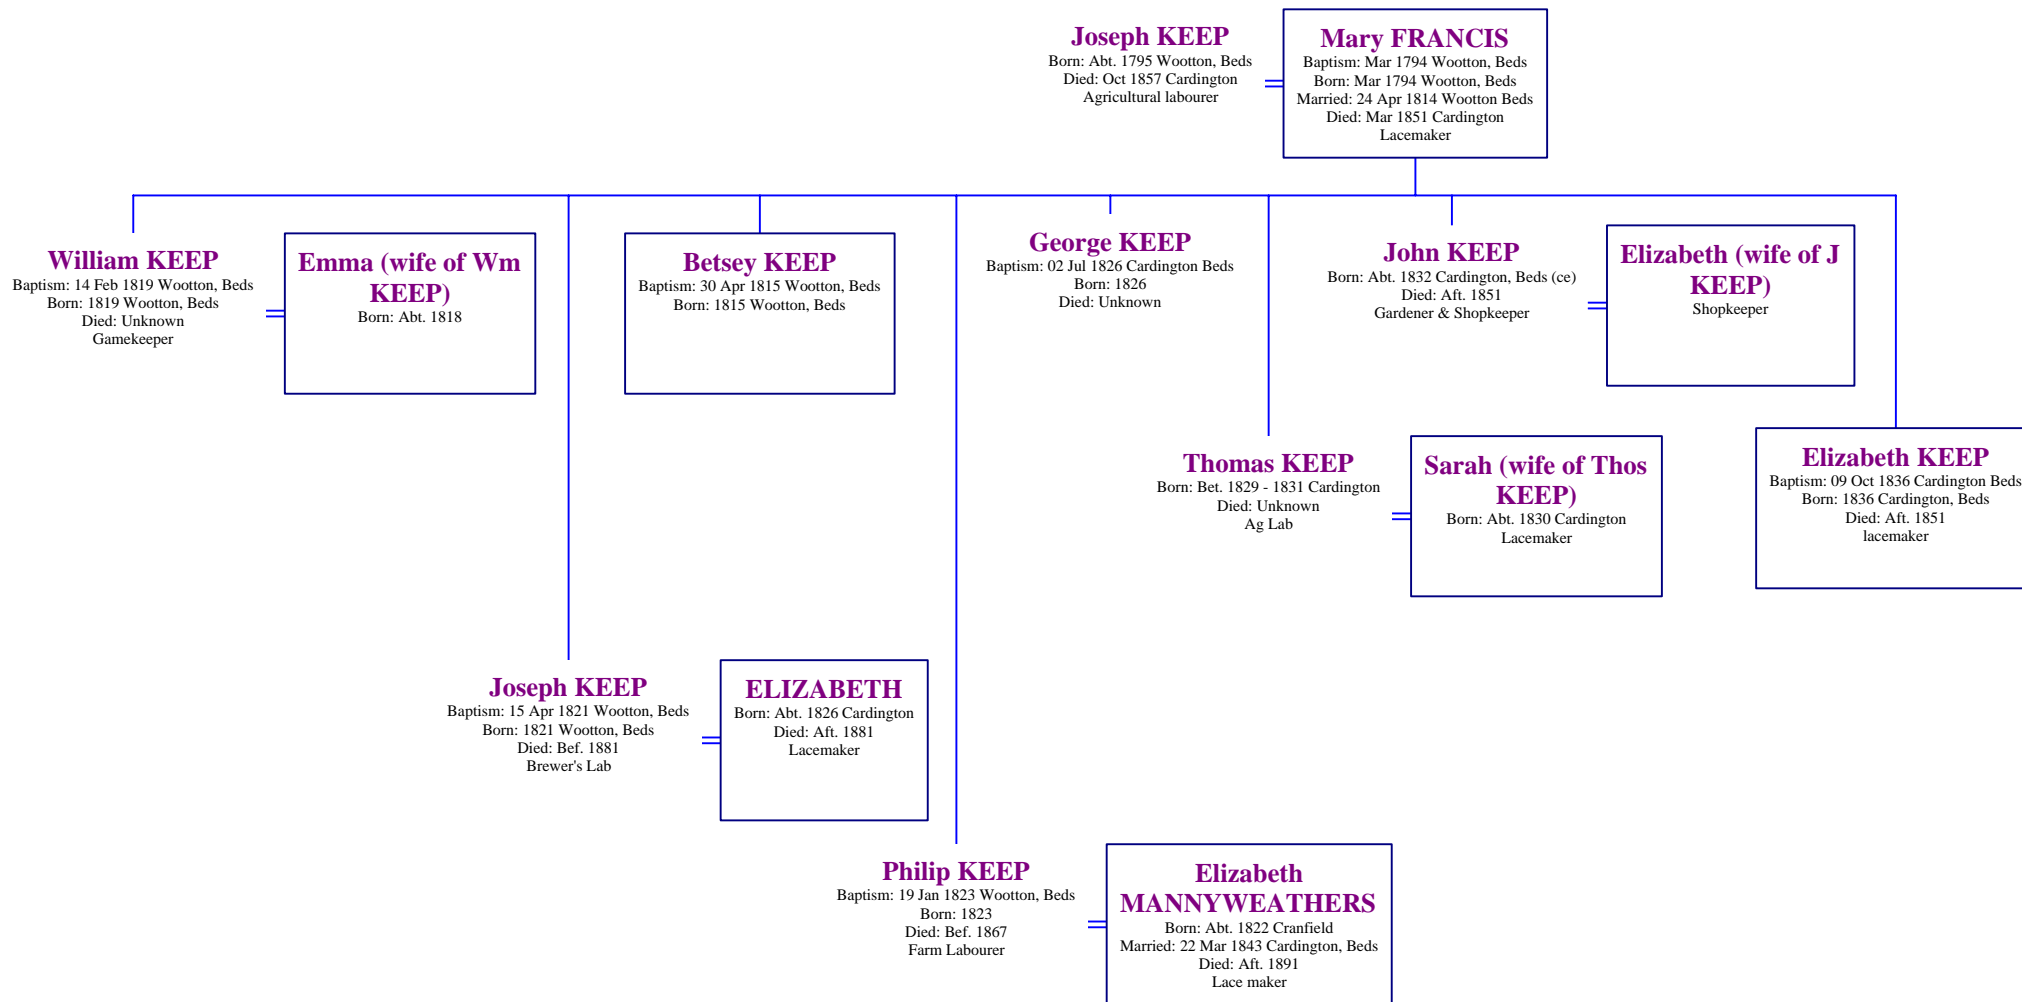 Joseph KEEP
Born: Abt. 1795 Wootton, Beds
Died: Oct 1857 Cardington
Agricultural labourer
Mary FRANCIS
Baptism: Mar 1794 Wootton, Beds
Born: Mar 1794 Wootton, Beds
Married: 24 Apr 1814 Wootton Beds
Died: Mar 1851 Cardington
Lacemaker
William KEEP
Baptism: 14 Feb 1819 Wootton, Beds
Born: 1819 Wootton, Beds
Died: Unknown
Gamekeeper
Emma (wife of Wm
KEEP)
Born: Abt. 1818
Betsey KEEP
Baptism: 30 Apr 1815 Wootton, Beds
Born: 1815 Wootton, Beds
George KEEP
Baptism: 02 Jul 1826 Cardington Beds
Born: 1826
Died: Unknown
John KEEP
Born: Abt. 1832 Cardington, Beds (ce)
Died: Aft. 1851
Gardener & Shopkeeper
Elizabeth (wife of J
KEEP)
Shopkeeper
Thomas KEEP
Born: Bet. 1829 - 1831 Cardington
Died: Unknown
Ag Lab
Sarah (wife of Thos
KEEP)
Born: Abt. 1830 Cardington
Lacemaker
Elizabeth KEEP
Baptism: 09 Oct 1836 Cardington Beds
Born: 1836 Cardington, Beds
Died: Aft. 1851
lacemaker
Joseph KEEP
Baptism: 15 Apr 1821 Wootton, Beds
Born: 1821 Wootton, Beds
Died: Bef. 1881
Brewer's Lab
ELIZABETH
Born: Abt. 1826 Cardington
Died: Aft. 1881
Lacemaker
Philip KEEP
Baptism: 19 Jan 1823 Wootton, Beds
Born: 1823
Died: Bef. 1867
Farm Labourer
Elizabeth
MANNYWEATHERS
Born: Abt. 1822 Cranfield
Married: 22 Mar 1843 Cardington, Beds
Died: Aft. 1891
Lace maker